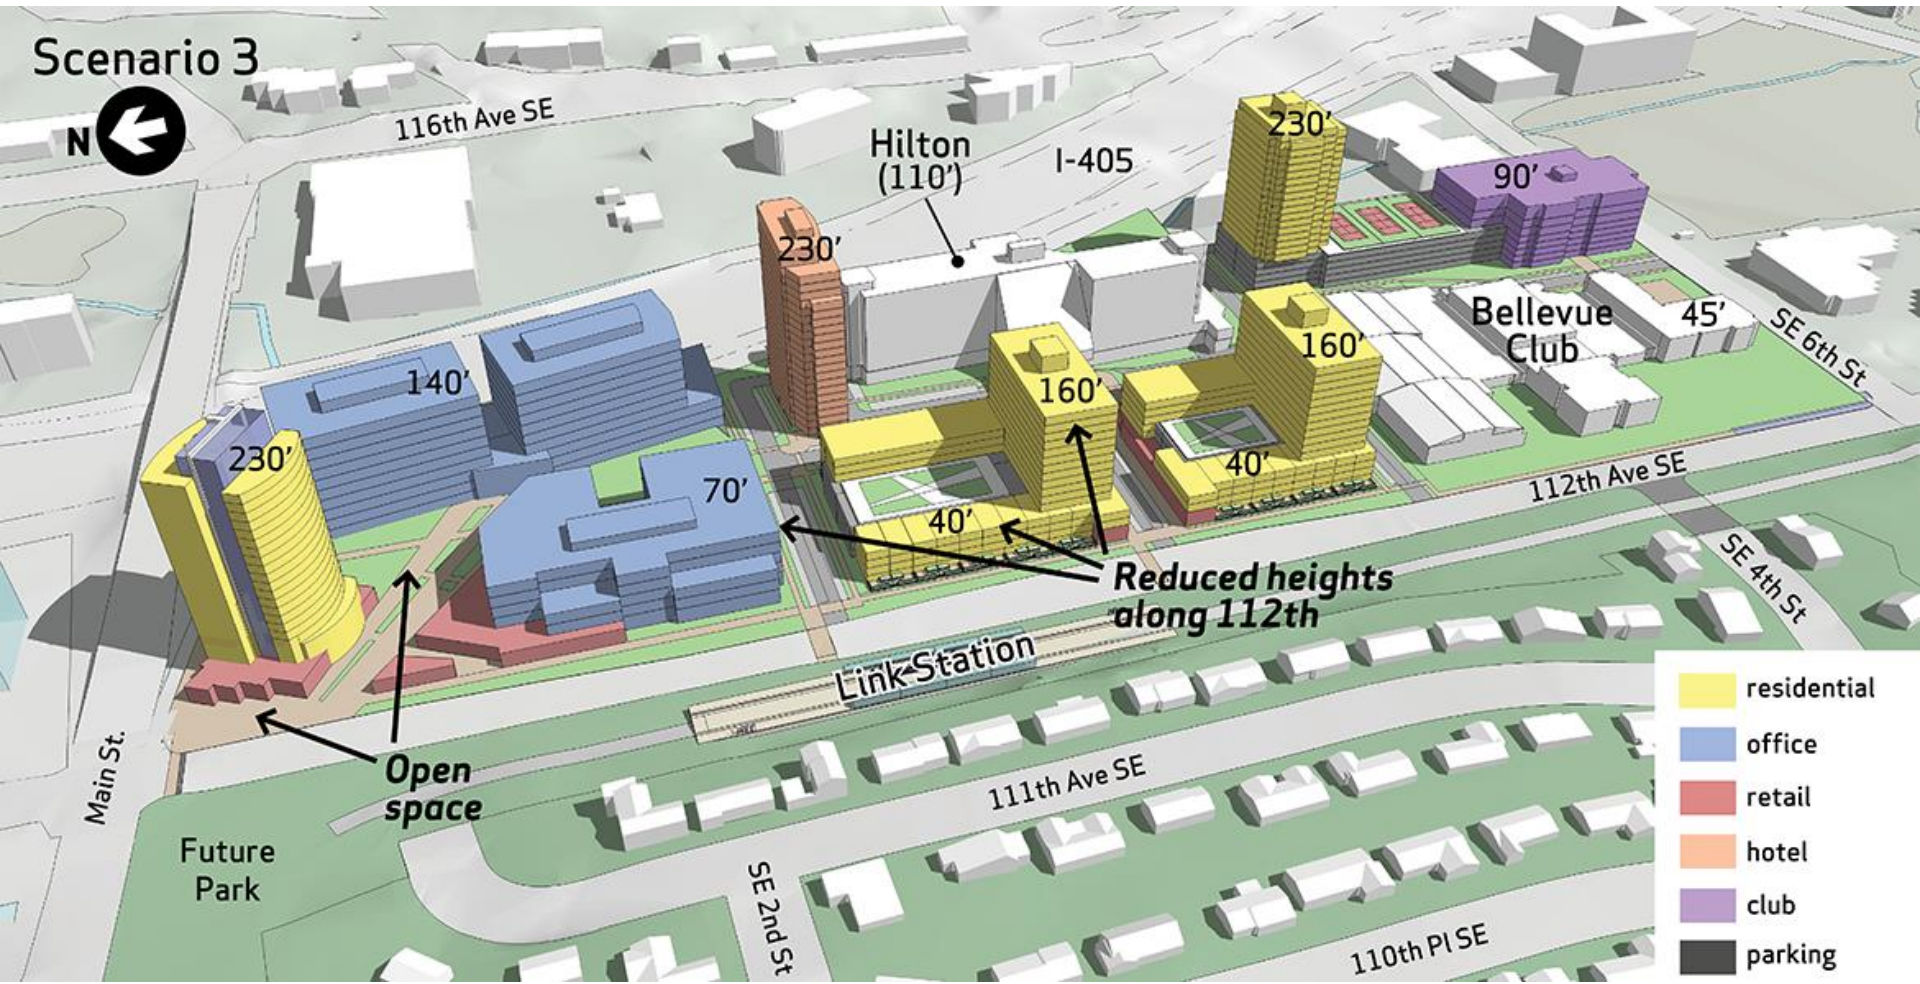 Scenario 3
N
116th Ave SE
Hilton
(110’)
I-405
230’
90’
230’
Bellevue
Club
45’
SE 6th St
140’
160’
160’
230’
70’
40’
40’
112th Ave SE
SE 4th St
Reduced heights
along 112th
Link Station
Main St.
Open
space
111th Ave SE
Future
Park
SE 2nd St
110th Pl SE
residential
office
retail
hotel
club
parking